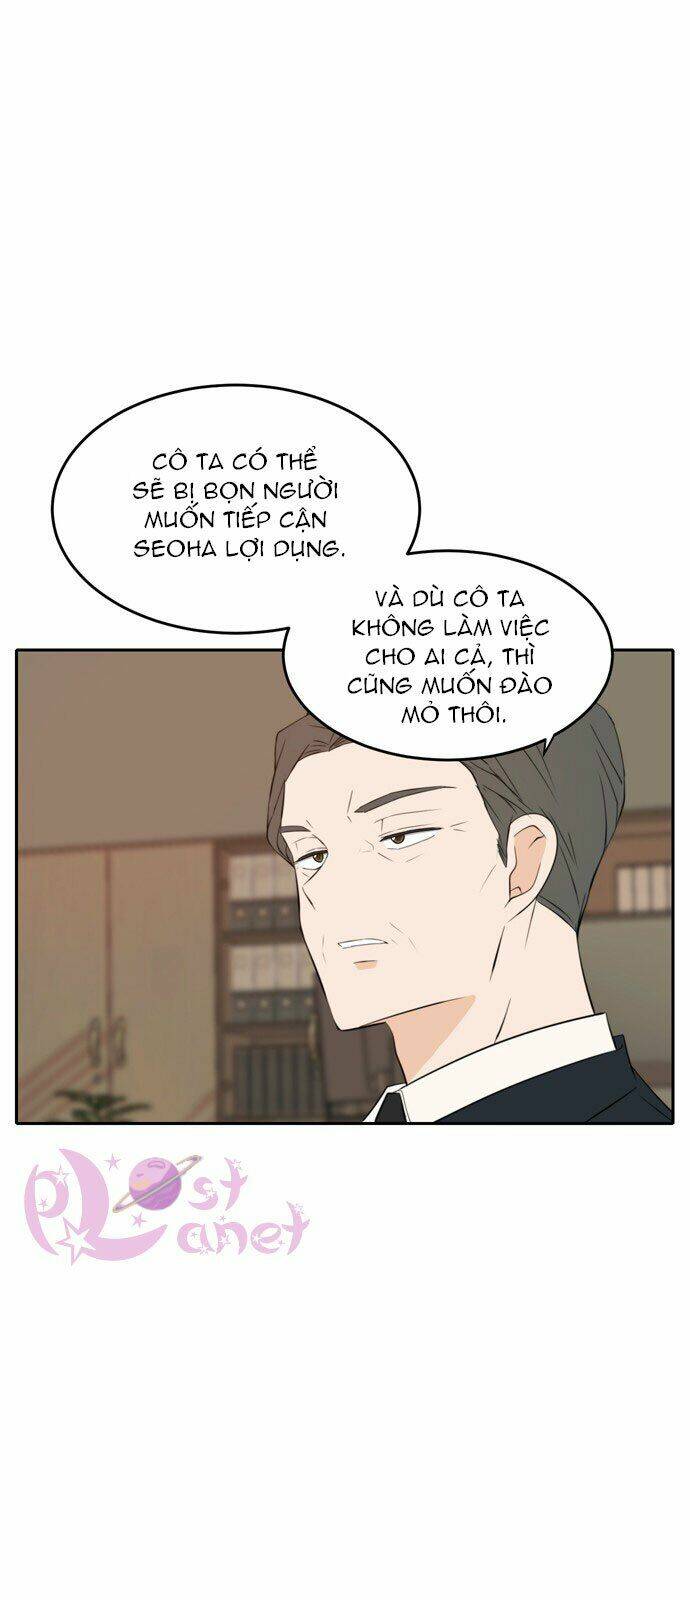 CÔ TA CÓ THỂ
SẼ BỊ BỌN NGƯỜI
MUỐN TIẾP CẬN
SEOHA LỢI DỤNG.
VÀ DÙ CÔ TA
KHÔNG LÀM VIỆC
CHO AI CẢ, THÌ
CŨNG MUỐN ĐÀO
MỎ THÔI.
Lost
Planet